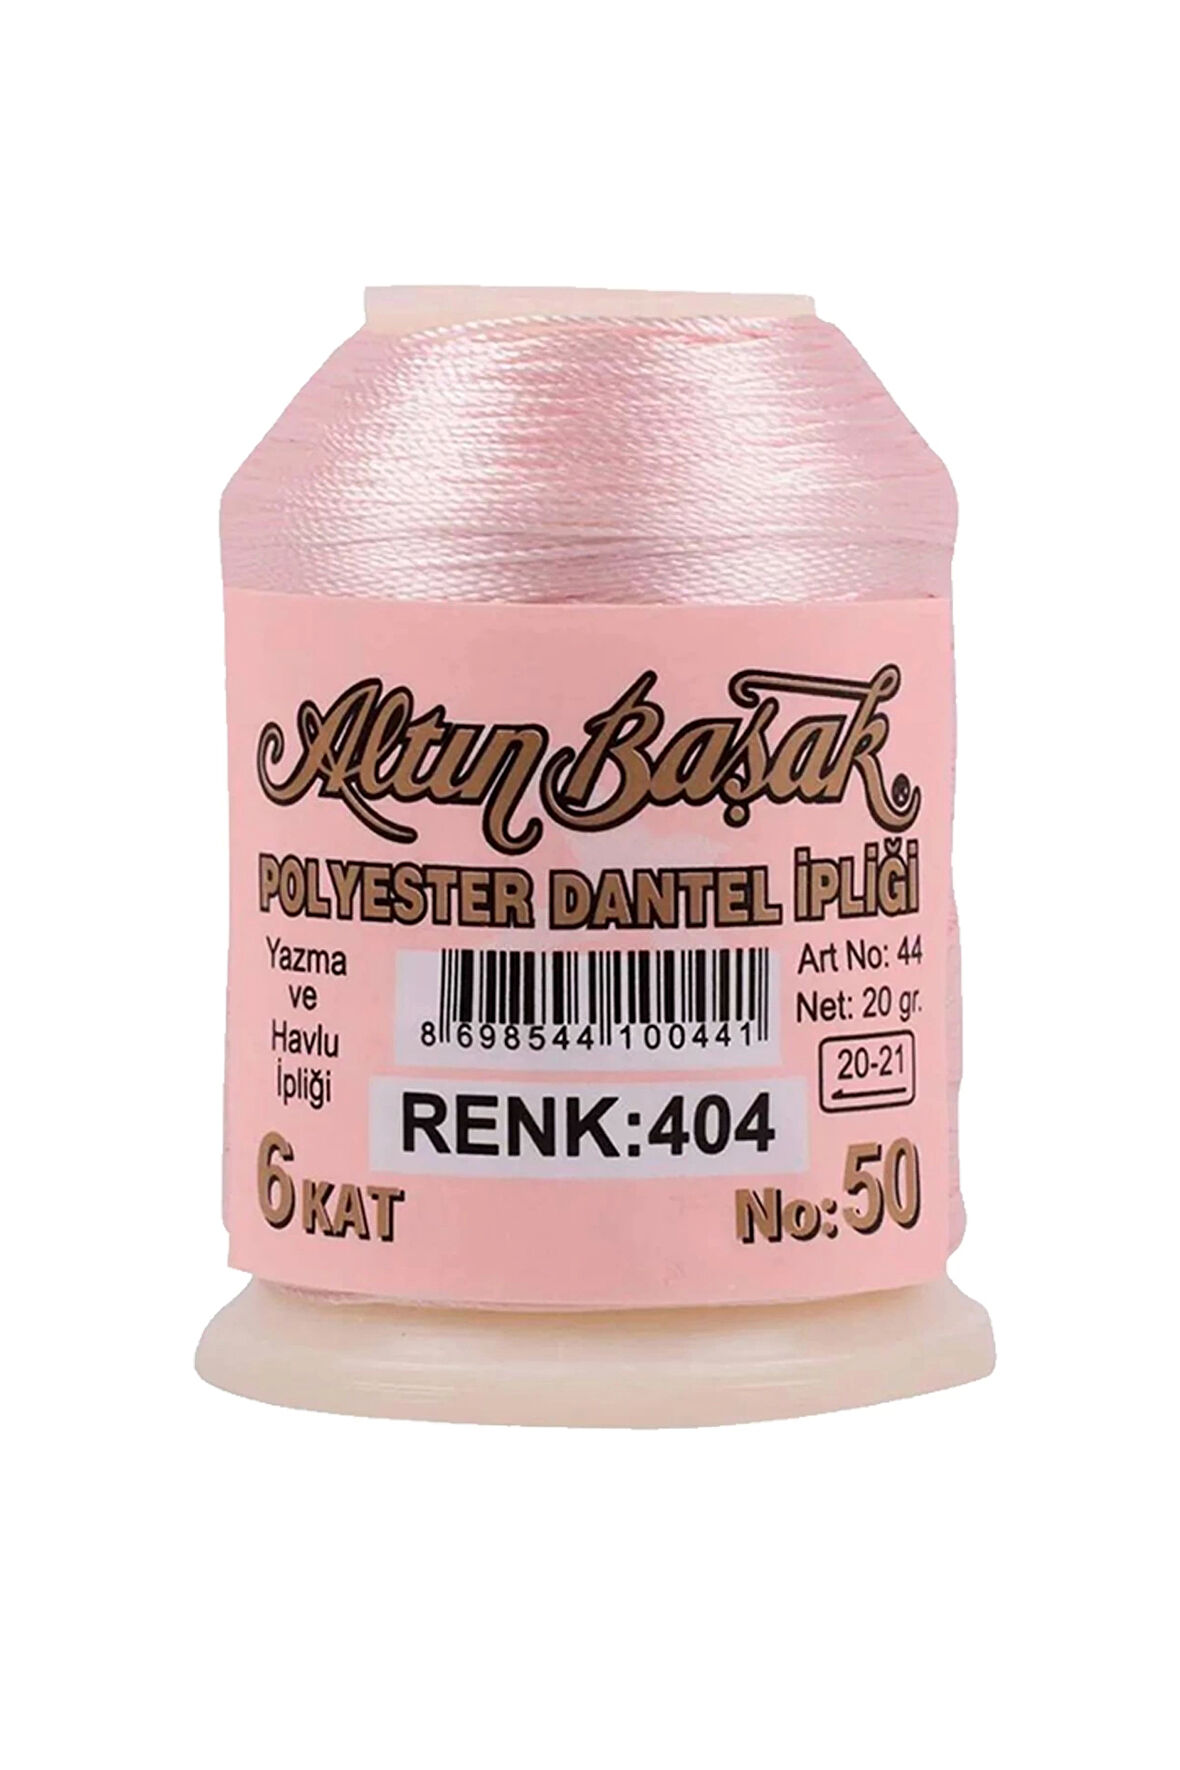 Altın Başak®
POLYESTER DANTEL İPLİĞİ
Yazma
ve
Havlu
İpliği
8 698544 100441
Art No: 44
Net: 20 gr.
20-21
RENK:404
6 KAT
No:50